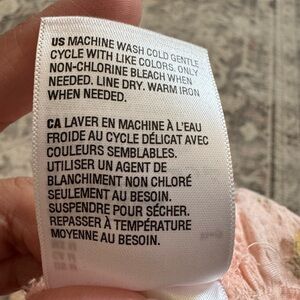 US MACHINE WASH COLD GENTLE
CYCLE WITH LIKE COLORS. ONLY
NON-CHLORINE BLEACH WHEN
NEEDED. LINE DRY. WARM IRON
WHEN NEEDED.
CA LAVER EN MACHINE À L'EAU
FROIDE AU CYCLE DÉLICAT AVEC
COULEURS SEMBLABLES.
UTILISER UN AGENT DE
BLANCHIMENT NON CHLORÉ
SEULEMENT AU BESOIN.
SUSPENDRE POUR SÉCHER.
REPASSER À TEMPÉRATURE
MOYENNE AU BESOIN.